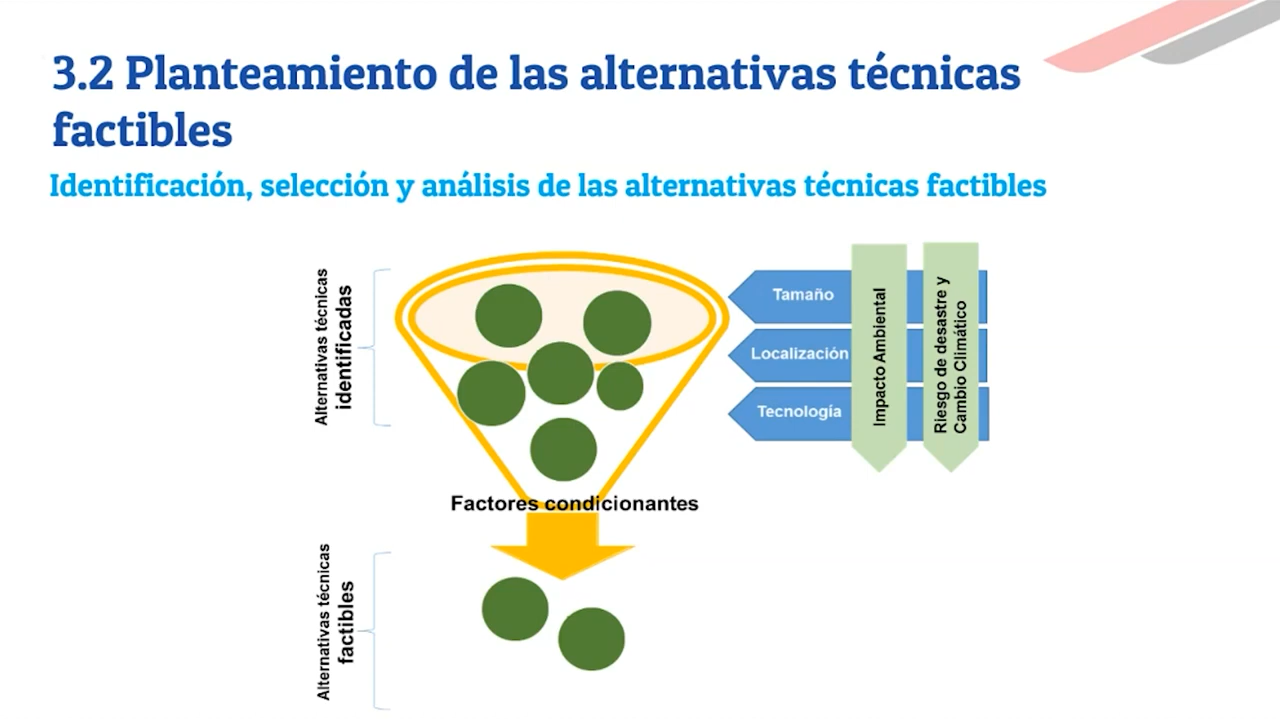 3.2 Planteamiento de las alternativas técnicas
factibles
Identificación, selección y análisis de las alternativas técnicas factibles
Alternativas técnicas
identificadas
Tamaño
Localización
Tecnología
Impacto Ambiental
Riesgo de desastre y
Cambio Climático
Factores condicionantes
Alternativas técnicas
factibles